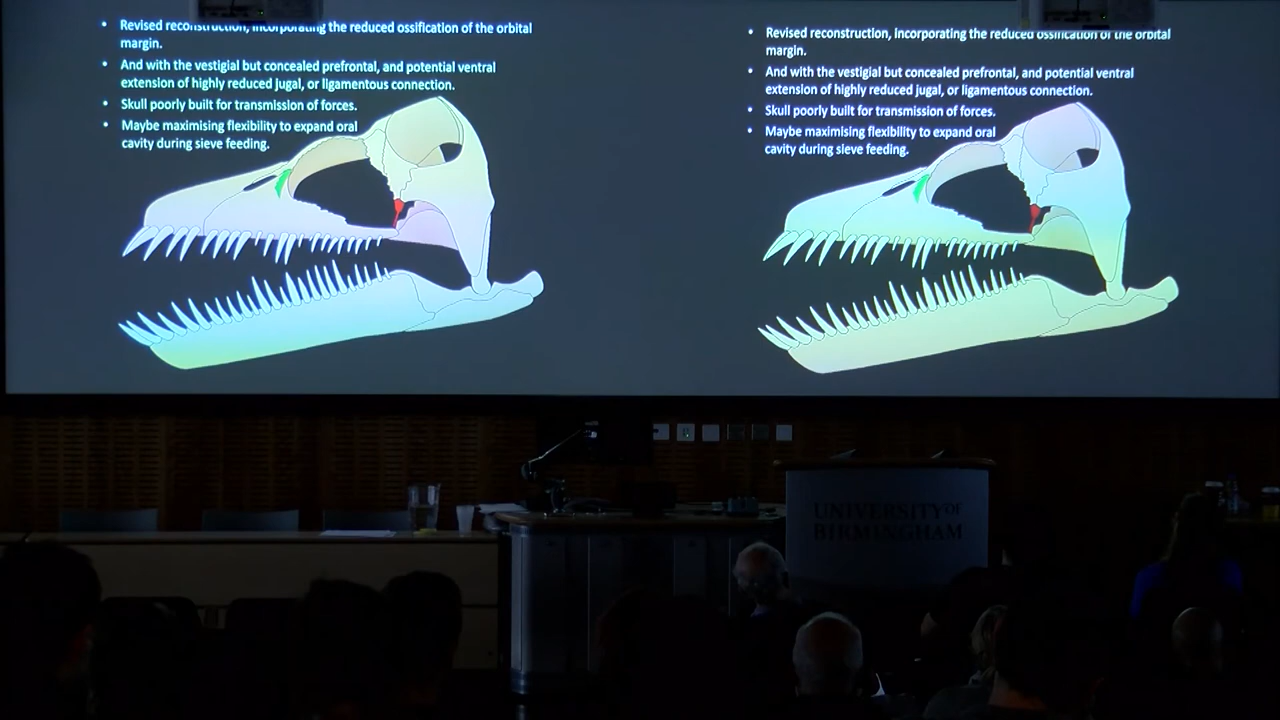 • Revised reconstruction, incorporating the reduced ossification of the orbital
margin.
• And with the vestigial but concealed prefrontal, and potential ventral
extension of highly reduced jugal, or ligamentous connection.
• Skull poorly built for transmission of forces.
• Maybe maximising flexibility to expand oral
cavity during sieve feeding.
• Revised reconstruction, incorporating the reduced ossification of the orbital
margin.
• And with the vestigial but concealed prefrontal, and potential ventral
extension of highly reduced jugal, or ligamentous connection.
• Skull poorly built for transmission of forces.
• Maybe maximising flexibility to expand oral
cavity during sieve feeding.
UNIVERSITY OF
BIRMINGHAM